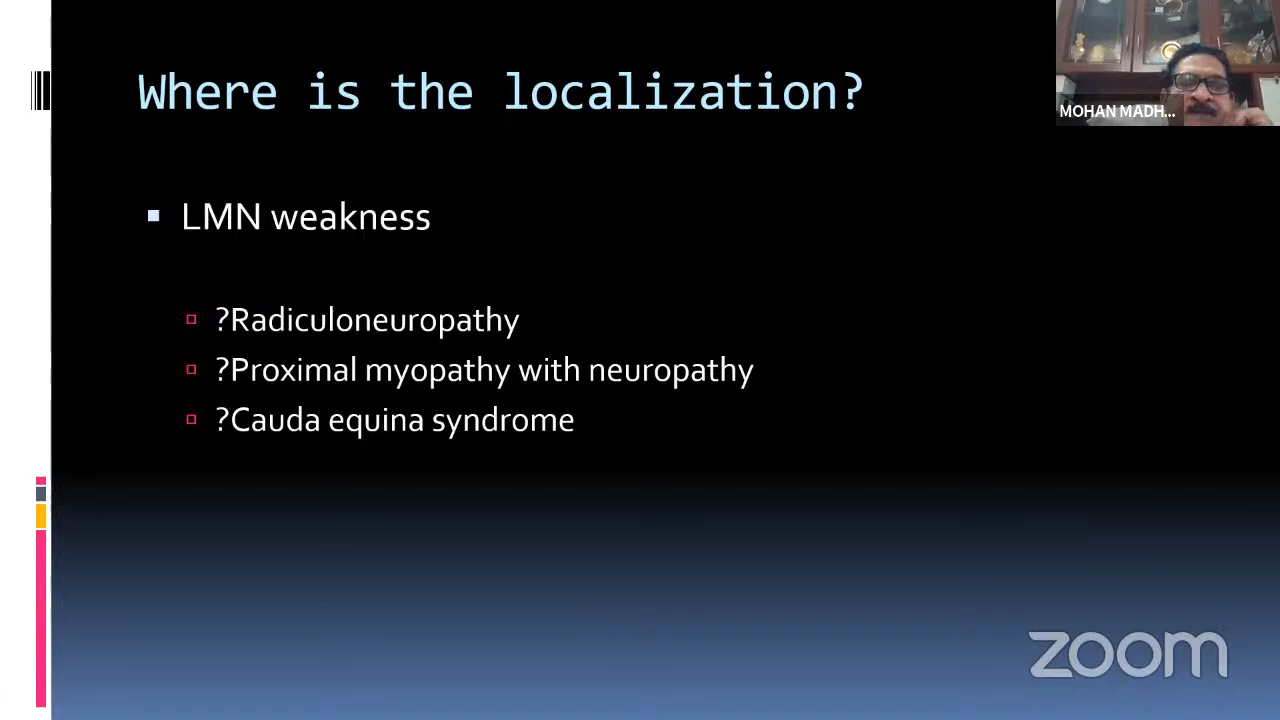 Where is the localization?
MOHAN MADH...
LMN weakness
?Radiculoneuropathy
?Proximal myopathy with neuropathy
?Cauda equina syndrome
zoom